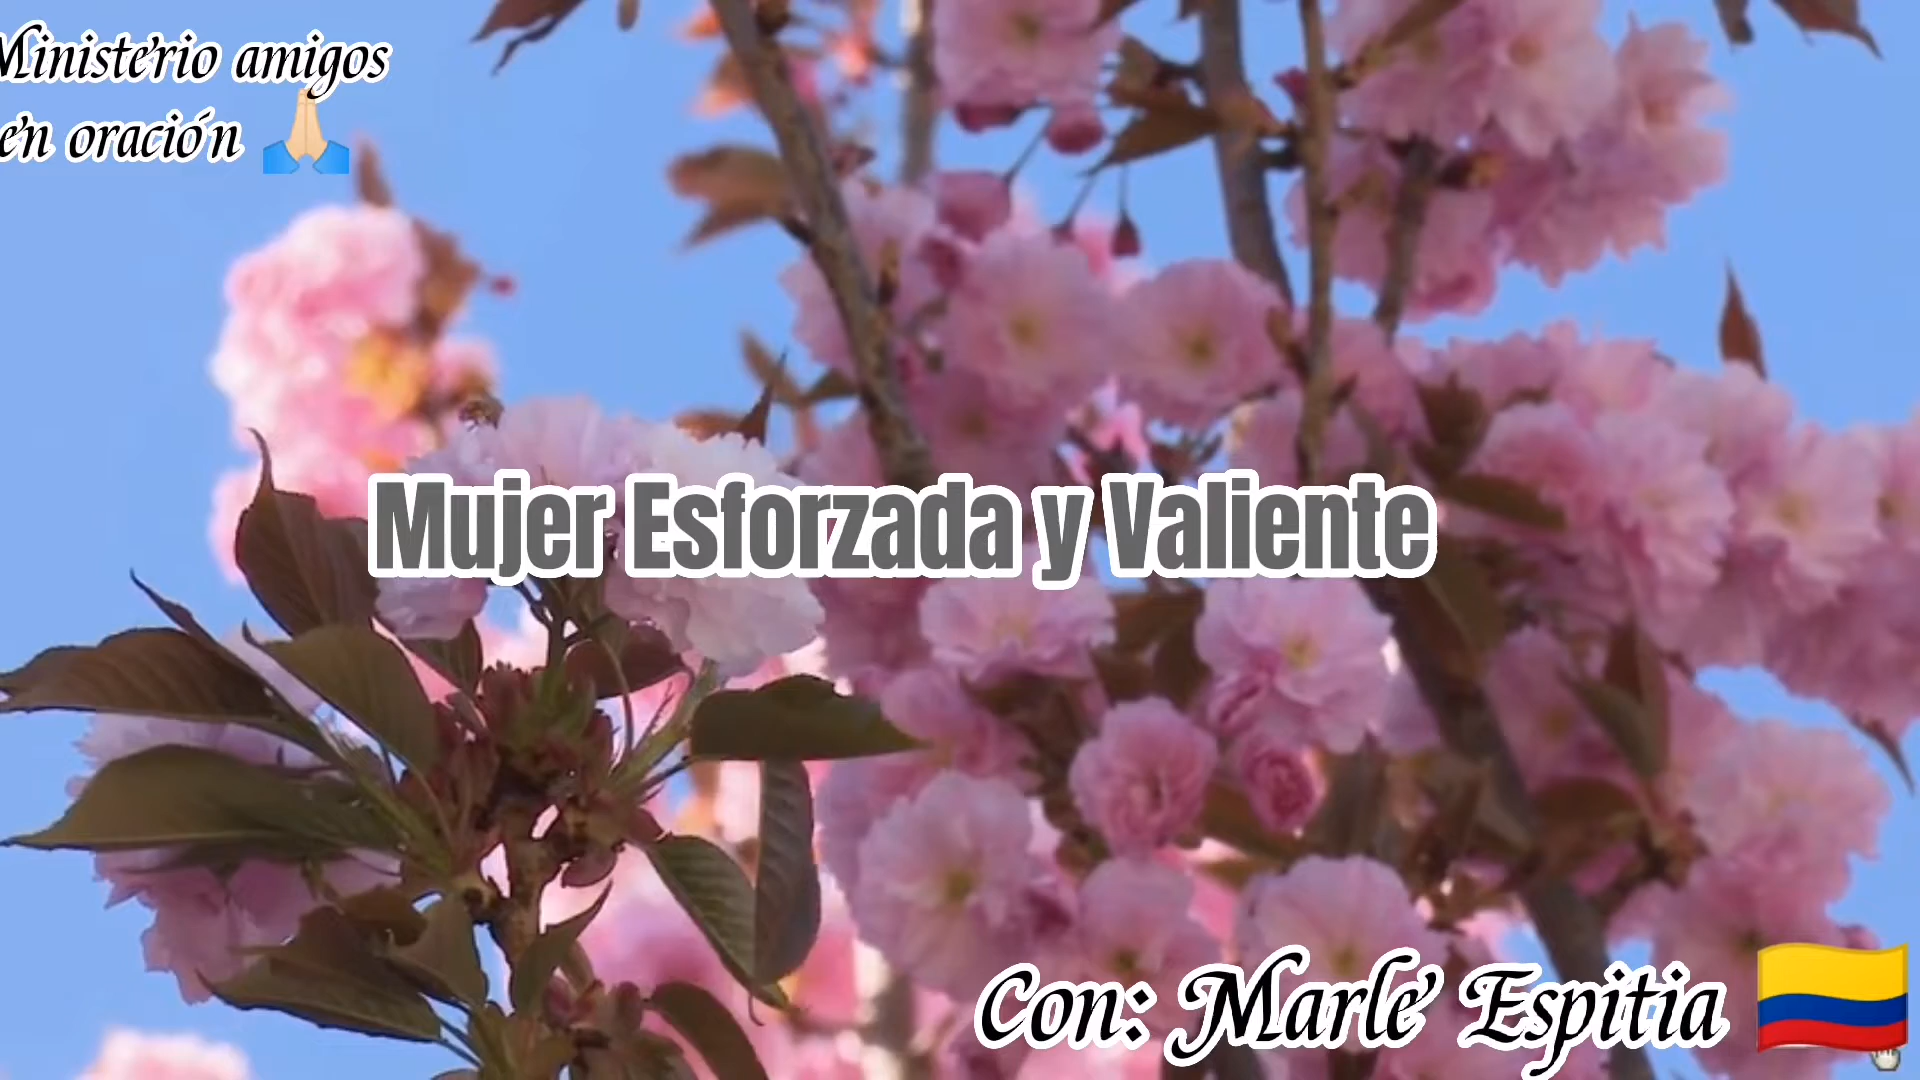 Ministerio amigos
en oración 🙏🏻
Mujer Esforzada y Valiente
Con: Marle Espitia 🇨🇴